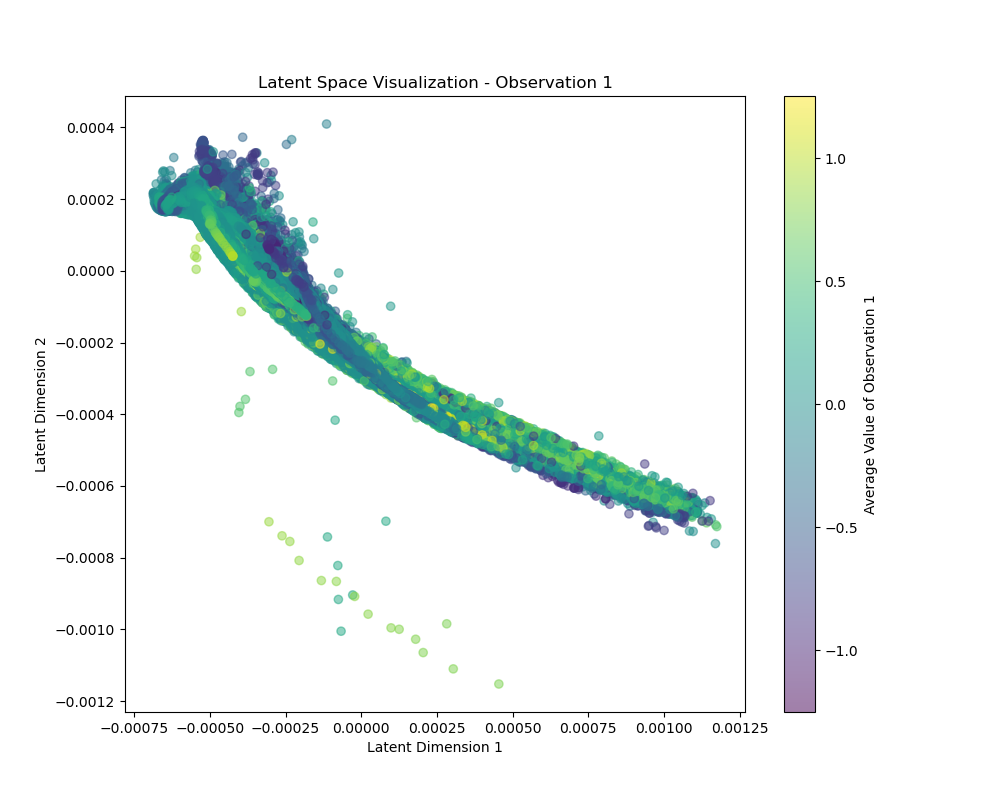 Latent Space Visualization - Observation 1
0.0004
0.0002
0.0000
−0.0002
−0.0004
−0.0006
−0.0008
−0.0010
−0.0012
Latent Dimension 2
−0.00075 −0.00050 −0.00025 0.00000 0.00025 0.00050 0.00075 0.00100 0.00125
Latent Dimension 1
1.0
0.5
0.0
−0.5
−1.0
Average Value of Observation 1